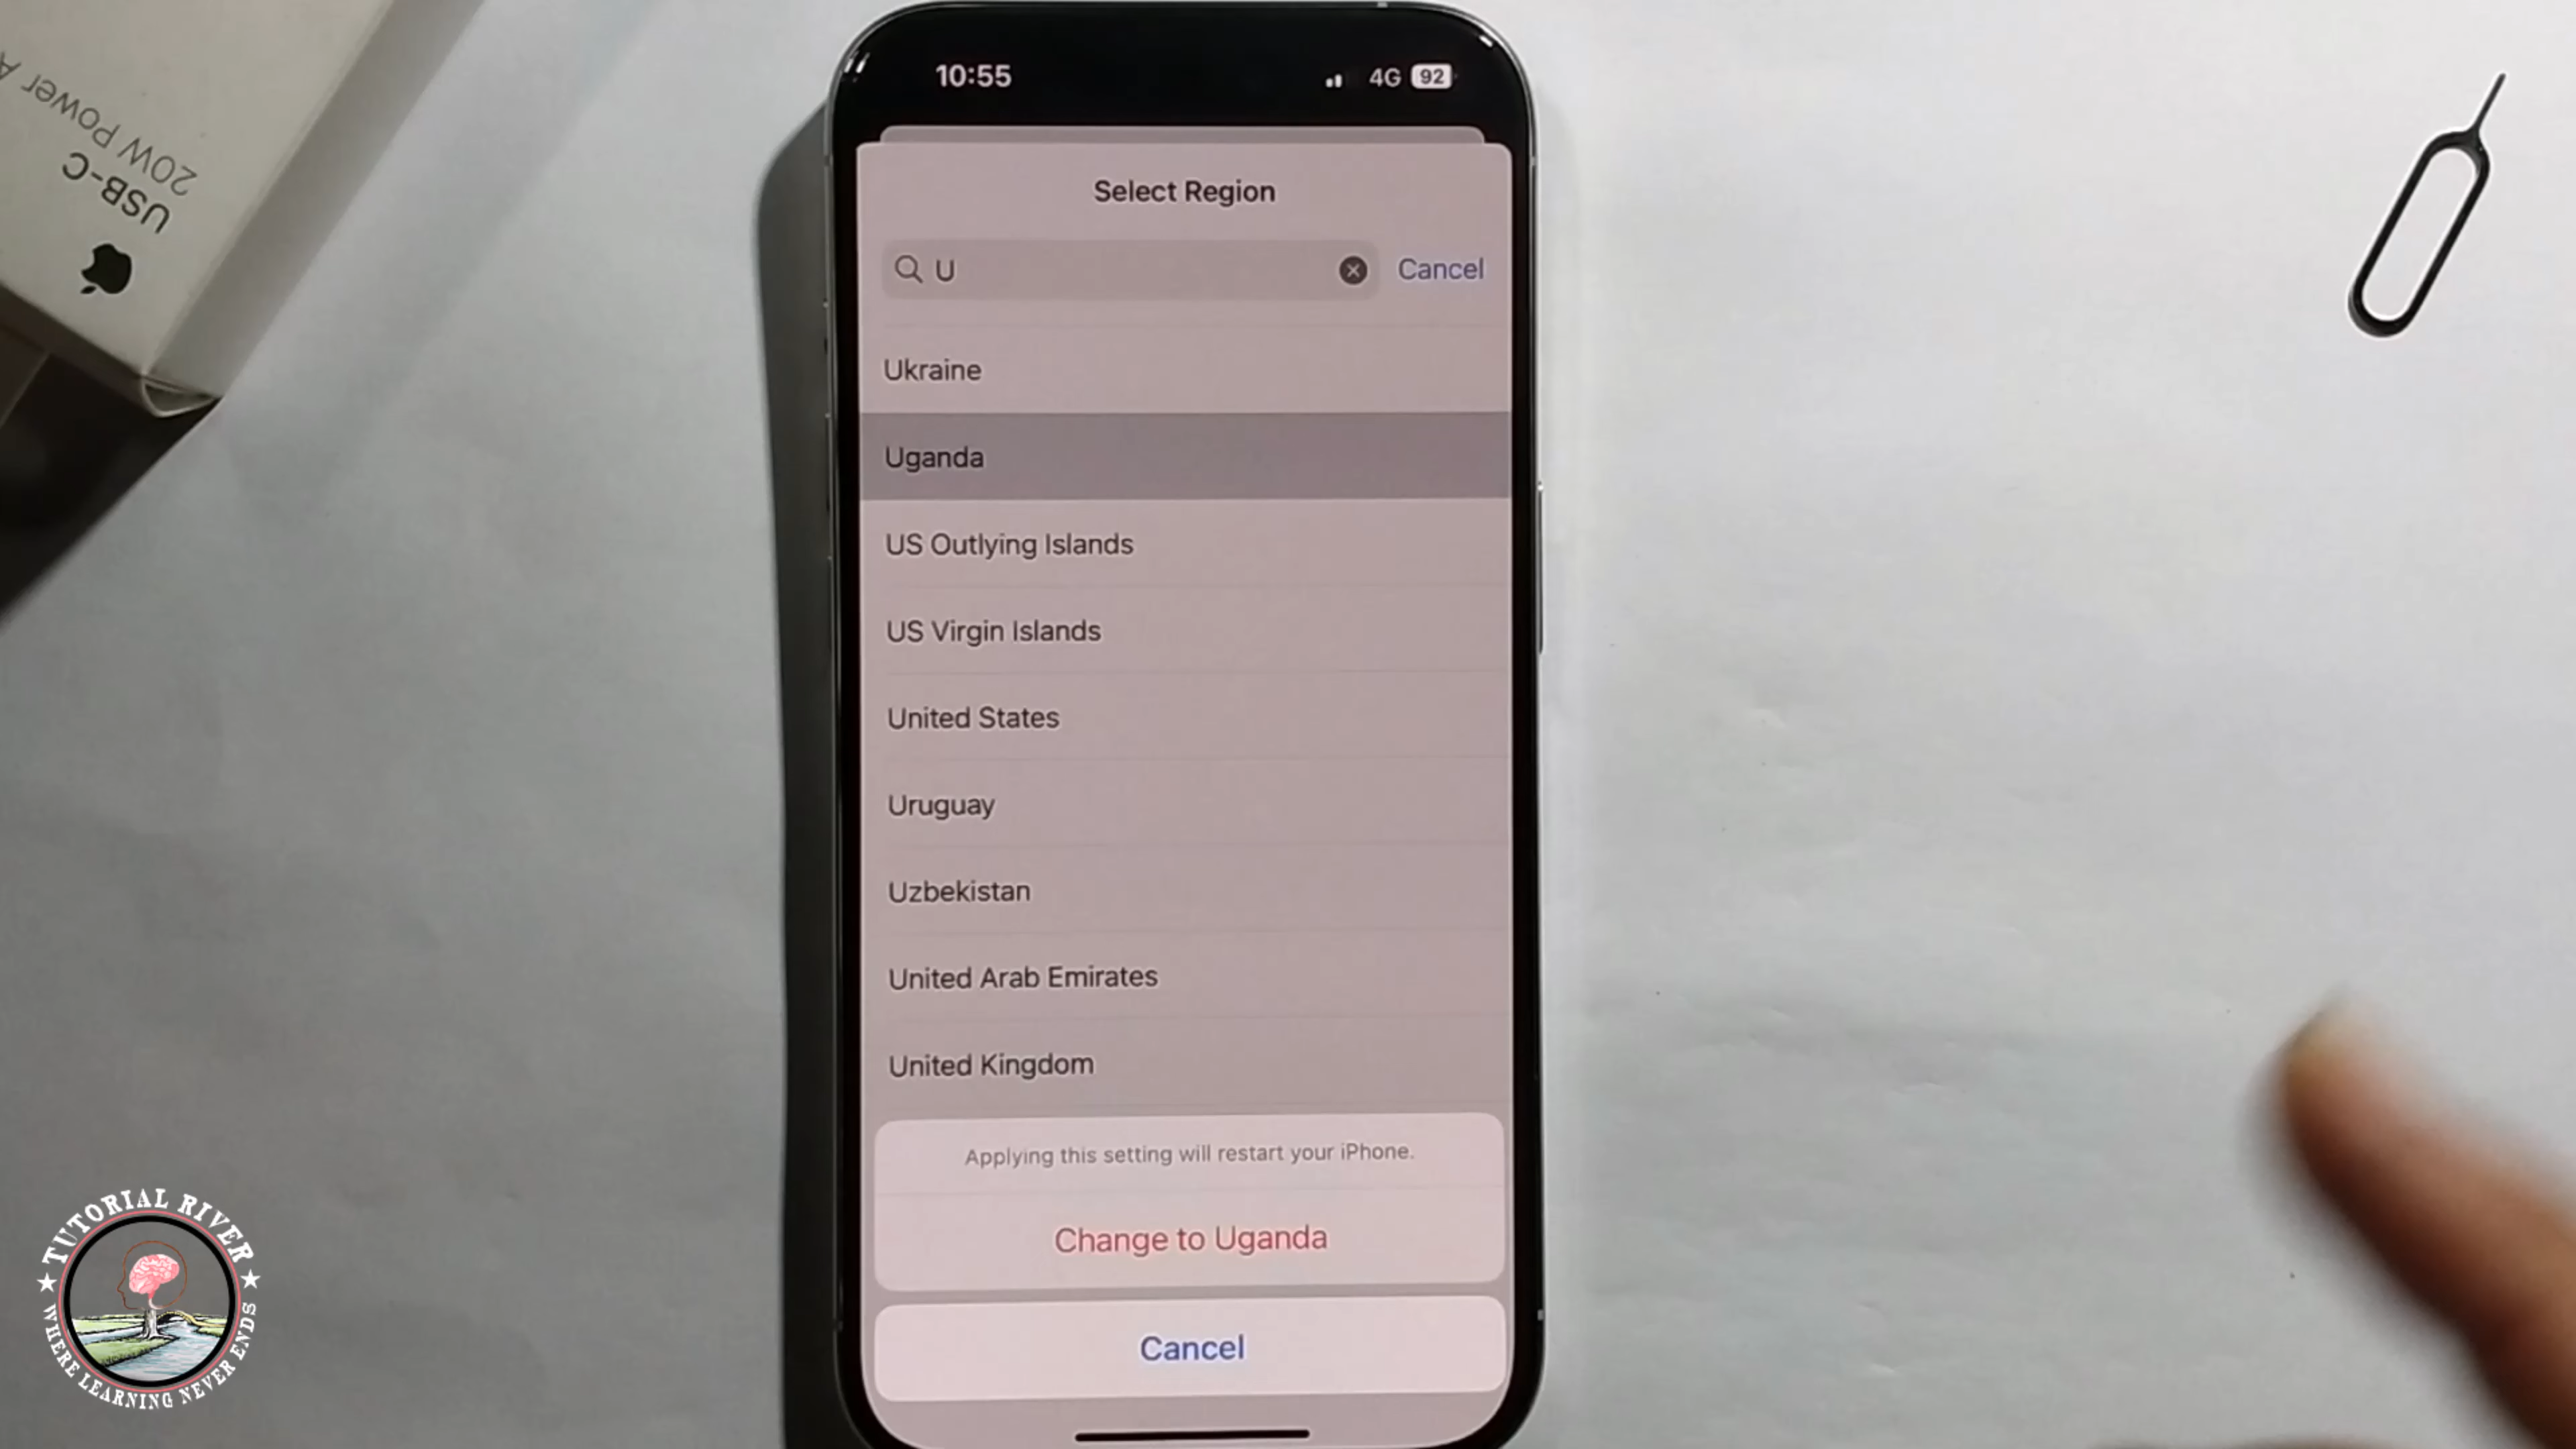 10:55
4G 92
Select Region
U
Cancel
Ukraine
Uganda
US Outlying Islands
US Virgin Islands
United States
Uruguay
Uzbekistan
United Arab Emirates
United Kingdom
Applying this setting will restart your iPhone.
Change to Uganda
Cancel
USB-C
20W Power A
TUTORIAL RIVER
WHERE LEARNING NEVER ENDS